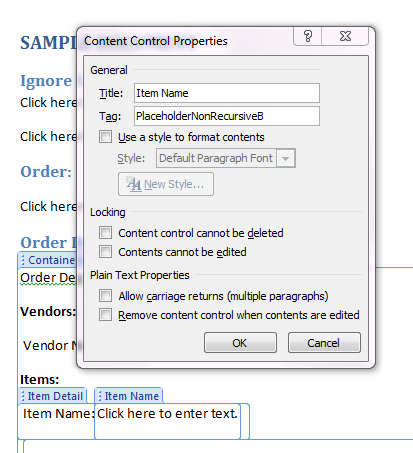 SAMPL
Content Control Properties
Ignore
General
Title: Item Name
Click here
Tag: PlaceholderNonRecursiveB
Click here
Use a style to format contents
Style: Default Paragraph Font
Order:
New Style...
Click here
Locking
Content control cannot be deleted
Order D
Contents cannot be edited
Containe
Order De
Plain Text Properties
Allow carriage returns (multiple paragraphs)
Vendors:
Remove content control when contents are edited
OK Cancel
Vendor N
Items:
Item Detail Item Name
Item Name: Click here to enter text.